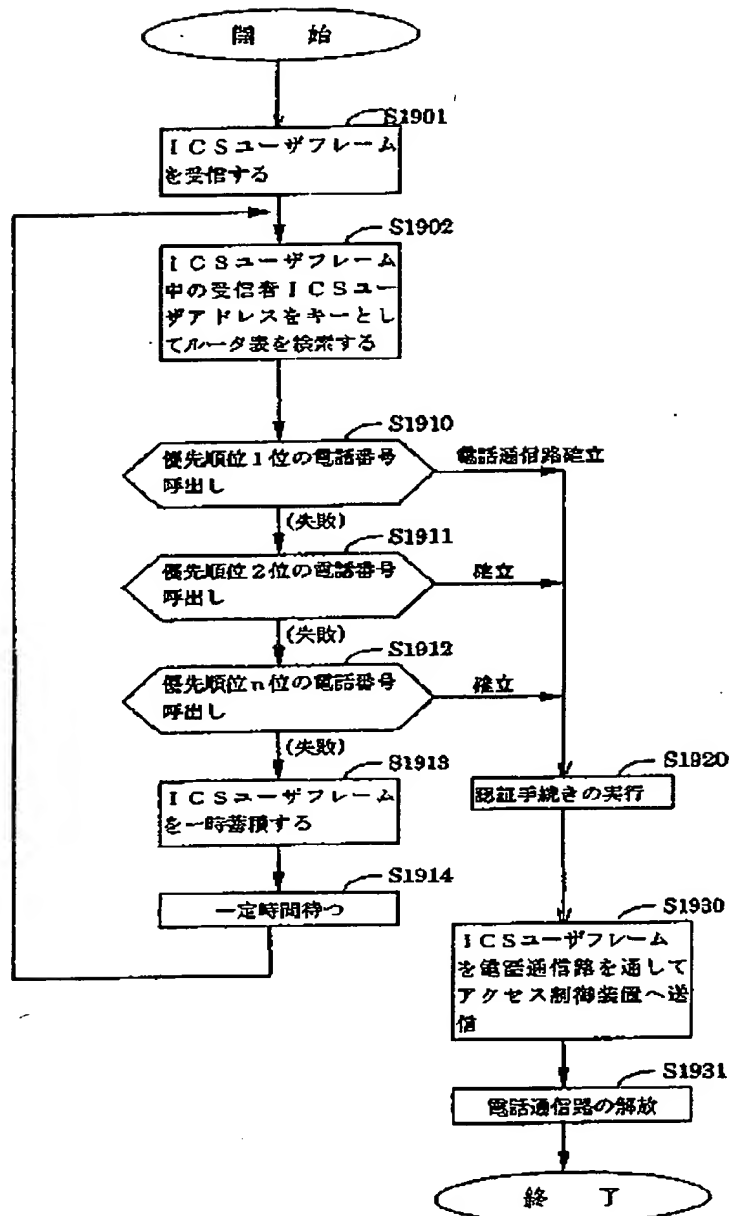 開 始
S1901
ICSユーザフレーム
を受信する
S1902
ICSユーザフレーム
中の受信者ICSユー
ザアドレスをキーとし
てルータ表を検索する
S1910
優先順位1位の電話番号
呼出し
電話通信路確立
(失敗)
S1911
優先順位2位の電話番号
呼出し
確立
(失敗)
S1912
優先順位n位の電話番号
呼出し
確立
(失敗)
S1913
ICSユーザフレーム
を一時蓄積する
S1914
一定時間待つ
S1920
認証手続きの実行
S1930
ICSユーザフレーム
を電話通信路を通して
アクセス制御装置へ送
信
S1931
電話通信路の解放
終 了